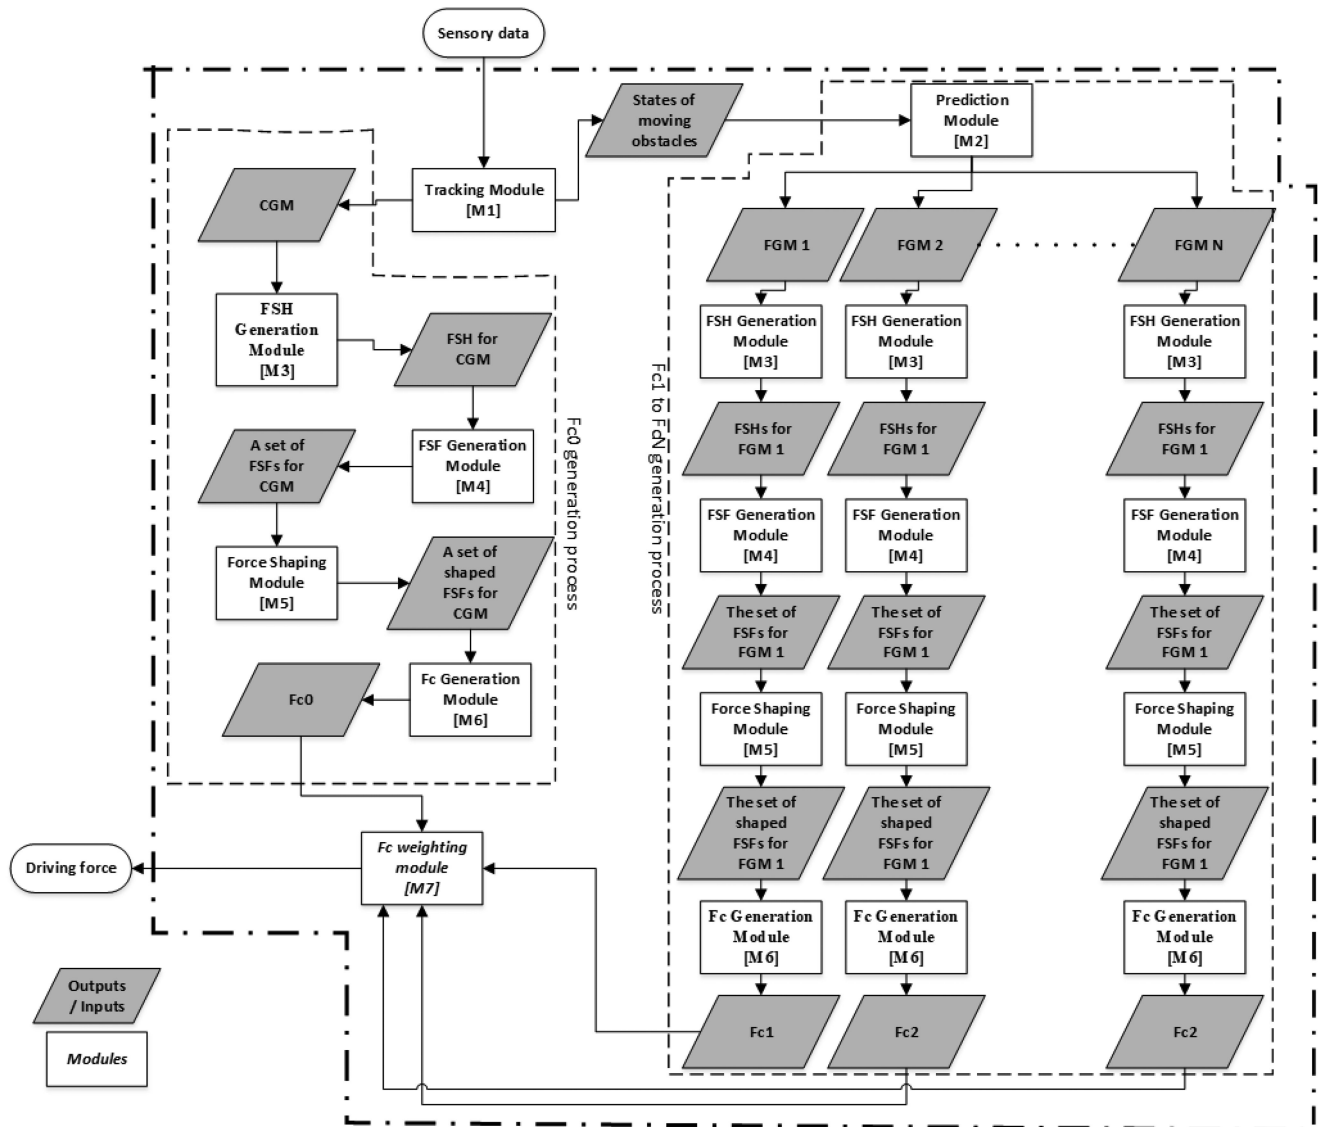 Sensory data
States of
moving
obstacles
Prediction
Module
[M2]
Tracking Module
[M1]
CGM
FSH
Generation
Module
[M3]
FSH for
CGM
A set of
FSFs for
CGM
FSF Generation
Module
[M4]
Force Shaping
Module
[M5]
A set of
shaped
FSFs for
CGM
Fc0
Fc Generation
Module
[M6]
Fc0 generation process
Fc1 to FcN generation process
FGM 1
FGM 2
FGM N
FSH Generation
Module
[M3]
FSH Generation
Module
[M3]
FSH Generation
Module
[M3]
FSHs for
FGM 1
FSHs for
FGM 1
FSHs for
FGM 1
FSF Generation
Module
[M4]
FSF Generation
Module
[M4]
FSF Generation
Module
[M4]
The set of
FSFs for
FGM 1
The set of
FSFs for
FGM 1
The set of
FSFs for
FGM 1
Force Shaping
Module
[M5]
Force Shaping
Module
[M5]
Force Shaping
Module
[M5]
The set of
shaped
FSFs for
FGM 1
The set of
shaped
FSFs for
FGM 1
The set of
shaped
FSFs for
FGM 1
Fc Generation
Module
[M6]
Fc Generation
Module
[M6]
Fc Generation
Module
[M6]
Fc1
Fc2
Fc2
Fc weighting
module
[M7]
Driving force
Outputs
/ Inputs
Modules